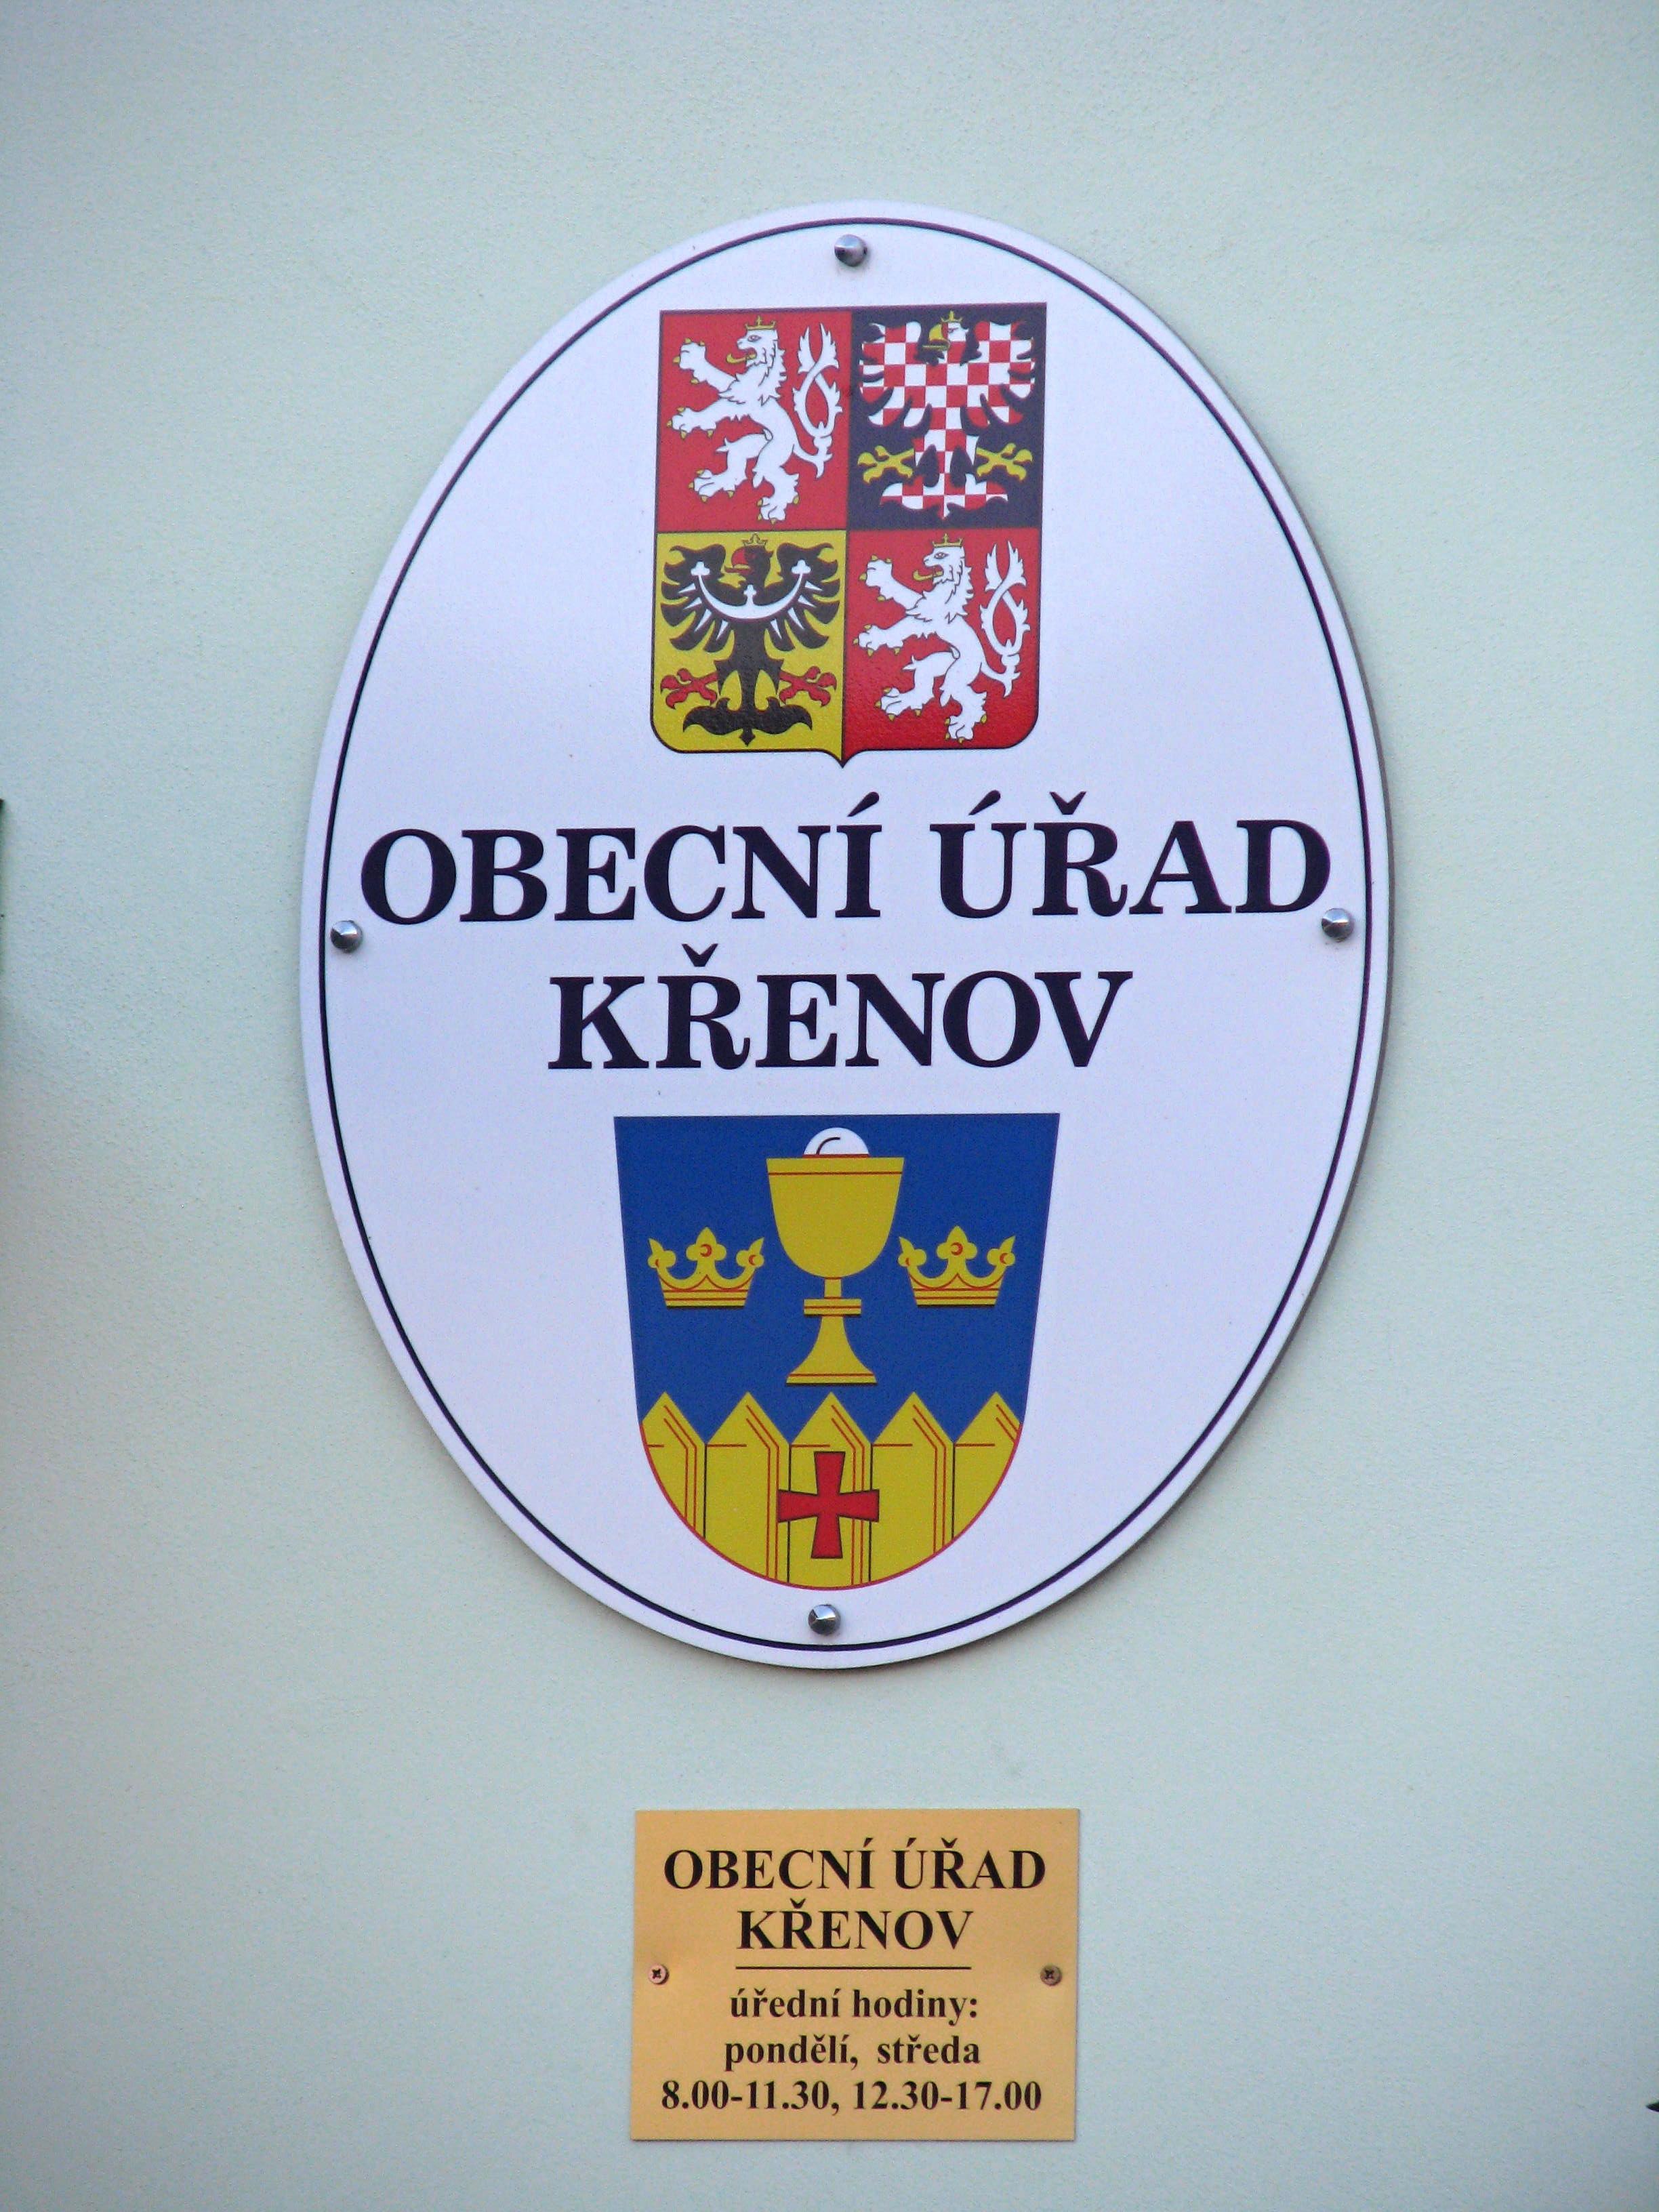 OBECNÍ ÚŘAD
KŘENOV
OBECNÍ ÚŘAD
KŘENOV
úřední hodiny:
pondělí, středa
8.00-11.30, 12.30-17.00